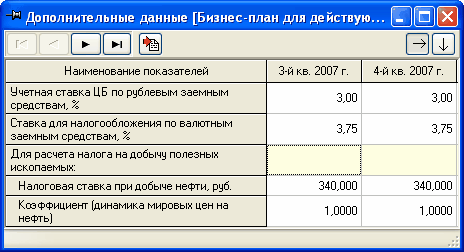 Дополнительные данные [Бизнес-план для действую...
Наименование показателей 3-й кв. 2007 г. 4-й кв. 2007 г.
Учетная ставка ЦБ по рублевым заемным
средствам, % 3,00 3,00
Ставка для налогообложения по валютным
заемным средствам, % 3,75 3,75
Для расчета налога на добычу полезных
ископаемых:
Налоговая ставка при добыче нефти, руб. 340,000 340,000
Коэффициент (динамика мировых цен на
нефть) 1,0000 1,0000